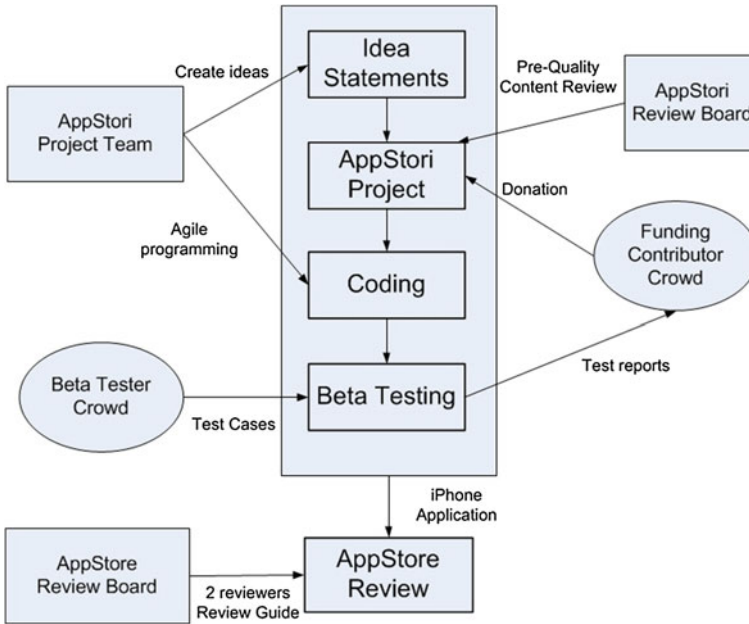 Idea
Statements
Create ideas
Pre-Quality
Content Review
AppStori
Project Team
AppStori
Review Board
AppStori
Project
Donation
Agile
programming
Funding
Contributor
Crowd
Coding
Beta Tester
Crowd
Test Cases
Beta Testing
Test reports
iPhone
Application
AppStore
Review Board
2 reviewers
Review Guide
AppStore
Review